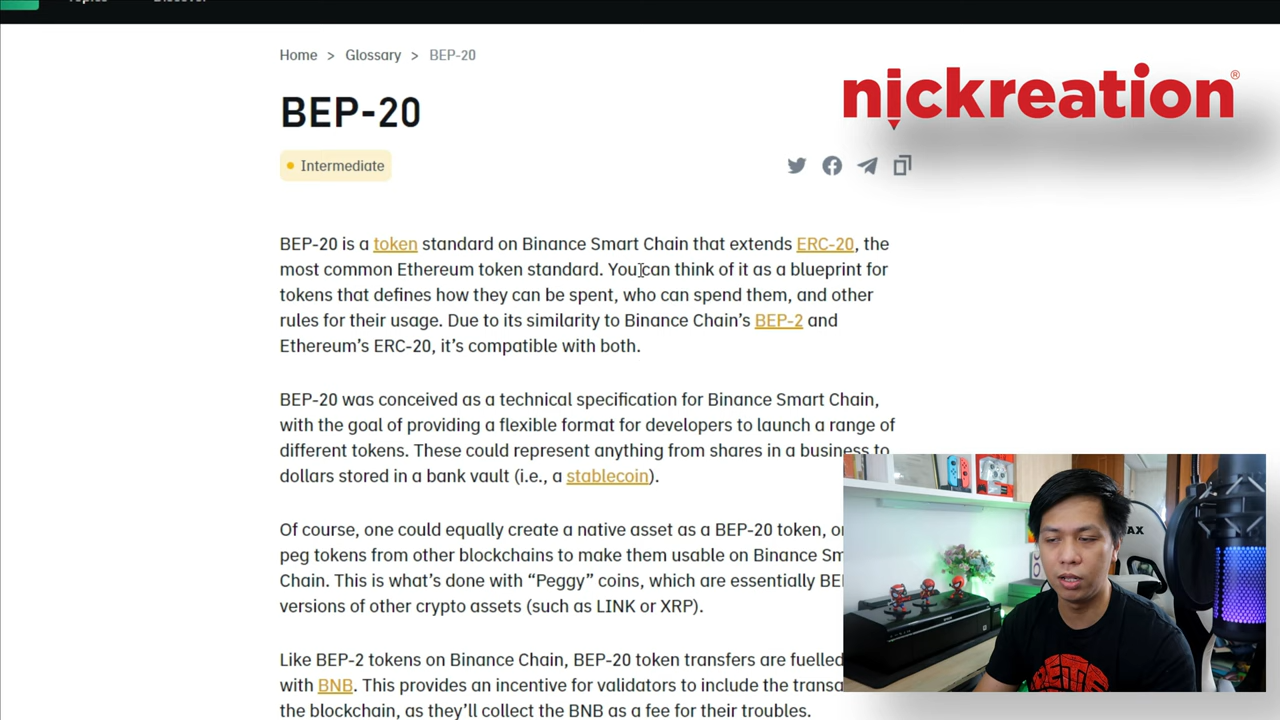 Home > Glossary > BEP-20
nickreation®
BEP-20
Intermediate
BEP-20 is a token standard on Binance Smart Chain that extends ERC-20, the
most common Ethereum token standard. You can think of it as a blueprint for
tokens that defines how they can be spent, who can spend them, and other
rules for their usage. Due to its similarity to Binance Chain’s BEP-2 and
Ethereum’s ERC-20, it’s compatible with both.
BEP-20 was conceived as a technical specification for Binance Smart Chain,
with the goal of providing a flexible format for developers to launch a range of
different tokens. These could represent anything from shares in a business to
dollars stored in a bank vault (i.e., a stablecoin).
Of course, one could equally create a native asset as a BEP-20 token, or
peg tokens from other blockchains to make them usable on Binance Sm
Chain. This is what’s done with “Peggy” coins, which are essentially BE
versions of other crypto assets (such as LINK or XRP).
Like BEP-2 tokens on Binance Chain, BEP-20 token transfers are fuelled
with BNB. This provides an incentive for validators to include the transa
the blockchain, as they’ll collect the BNB as a fee for their troubles.